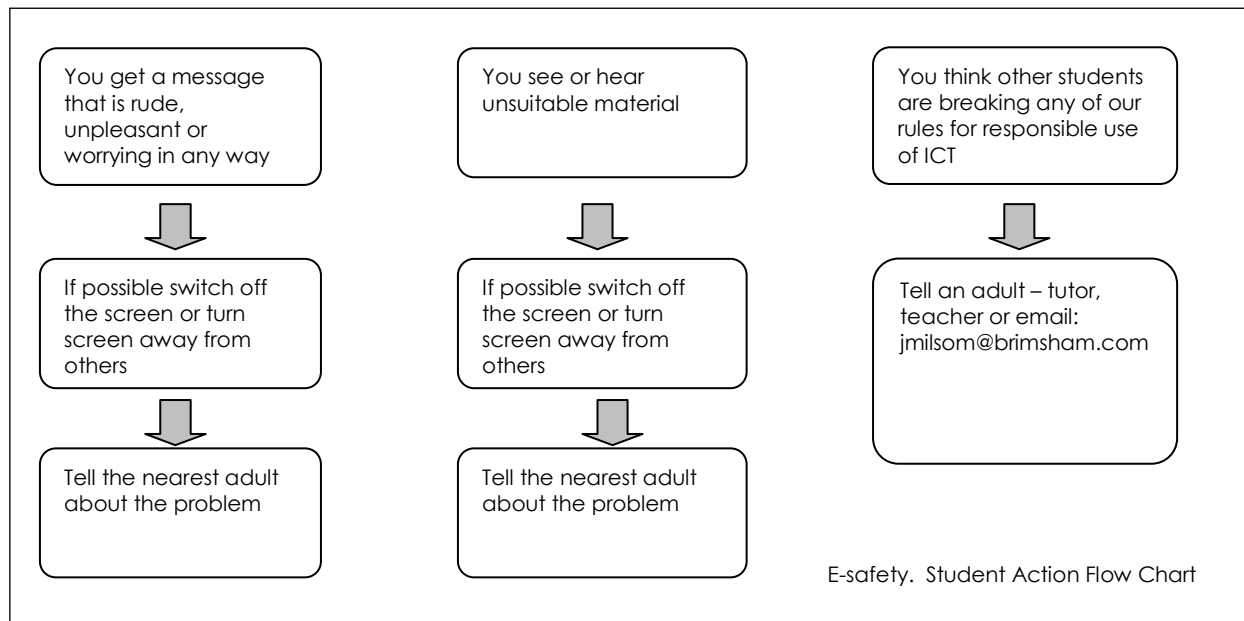 You get a message
that is rude,
unpleasant or
worrying in any way
If possible switch off
the screen or turn
screen away from
others
Tell the nearest adult
about the problem
You see or hear
unsuitable material
If possible switch off
the screen or turn
screen away from
others
Tell the nearest adult
about the problem
You think other students
are breaking any of our
rules for responsible use
of ICT
Tell an adult – tutor,
teacher or email:
jmilsom@brimsham.com
E-safety.  Student Action Flow Chart